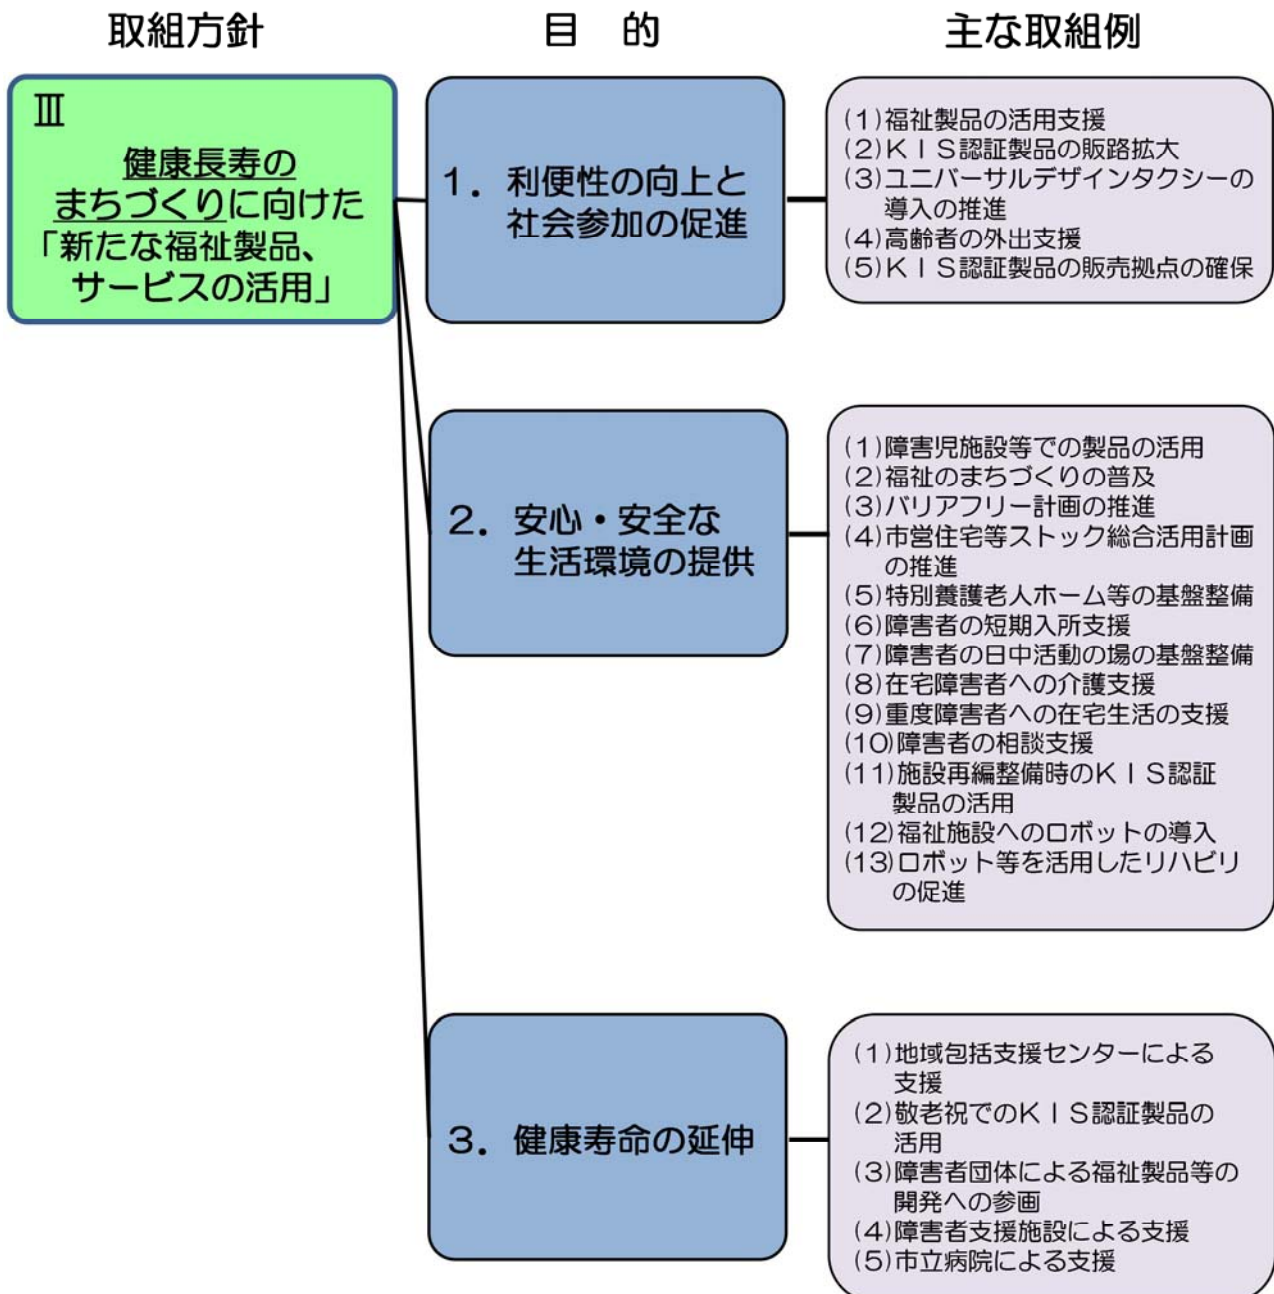 取組方針
目　的
主な取組例
Ⅲ
健康長寿の
まちづくりに向けた
「新たな福祉製品、
サービスの活用」
１．利便性の向上と
社会参加の促進
(1)福祉製品の活用支援
(2)ＫＩＳ認証製品の販路拡大
(3)ユニバーサルデザインタクシーの
導入の推進
(4)高齢者の外出支援
(5)ＫＩＳ認証製品の販売拠点の確保
２．安心・安全な
生活環境の提供
(1)障害児施設等での製品の活用
(2)福祉のまちづくりの普及
(3)バリアフリー計画の推進
(4)市営住宅等ストック総合活用計画
の推進
(5)特別養護老人ホーム等の基盤整備
(6)障害者の短期入所支援
(7)障害者の日中活動の場の基盤整備
(8)在宅障害者への介護支援
(9)重度障害者への在宅生活の支援
(10)障害者の相談支援
(11)施設再編整備時のＫＩＳ認証
製品の活用
(12)福祉施設へのロボットの導入
(13)ロボット等を活用したリハビリ
の促進
３．健康寿命の延伸
(1)地域包括支援センターによる
支援
(2)敬老祝でのＫＩＳ認証製品の
活用
(3)障害者団体による福祉製品等の
開発への参画
(4)障害者支援施設による支援
(5)市立病院による支援